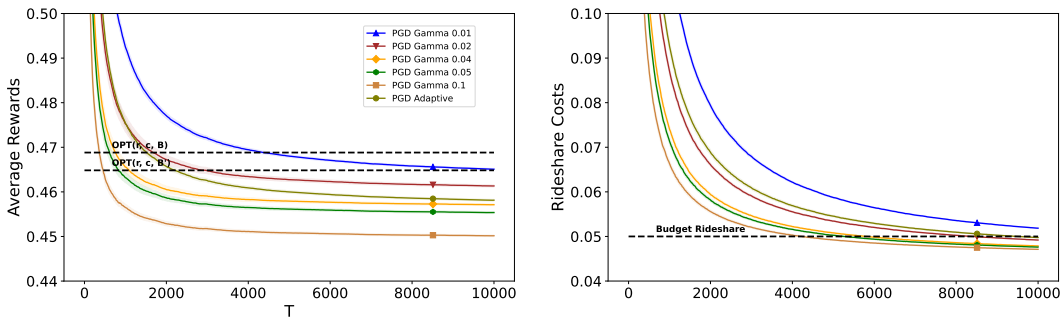 0.50
0.49
0.48
0.47
0.46
0.45
0.44
Average Rewards
PGD Gamma 0.01
PGD Gamma 0.02
PGD Gamma 0.04
PGD Gamma 0.05
PGD Gamma 0.1
PGD Adaptive
OPT(r, c, B)
OPT(r, c, B')
0 2000 4000 6000 8000 10000
T
0.10
0.09
0.08
0.07
0.06
0.05
0.04
Rideshare Costs
Budget Rideshare
0 2000 4000 6000 8000 10000